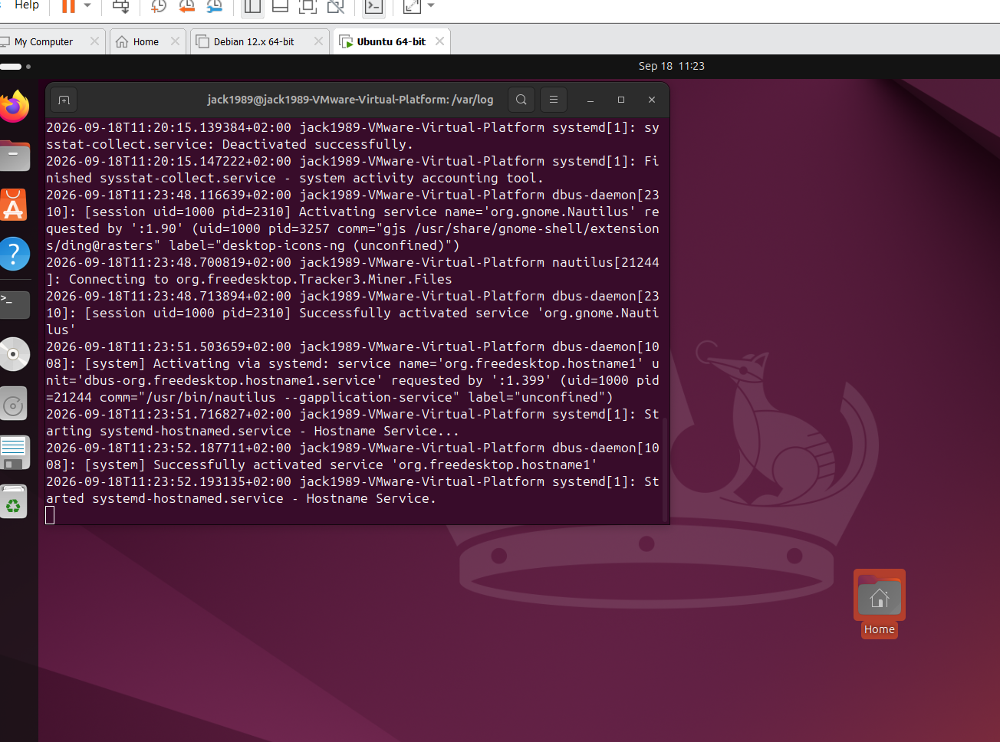 Help
My Computer
Home
Debian 12.x 64-bit
Ubuntu 64-bit
Sep 18 11:23
jack1989@jack1989-VMware-Virtual-Platform: /var/log
2026-09-18T11:20:15.139384+02:00 jack1989-VMware-Virtual-Platform systemd[1]: sy
sstat-collect.service: Deactivated successfully.
2026-09-18T11:20:15.147222+02:00 jack1989-VMware-Virtual-Platform systemd[1]: Fi
nished sysstat-collect.service - system activity accounting tool.
2026-09-18T11:23:48.116639+02:00 jack1989-VMware-Virtual-Platform dbus-daemon[23
10]: [session uid=1000 pid=2310] Activating service name='org.gnome.Nautilus' re
quested by ':1.90' (uid=1000 pid=3257 comm="gjs /usr/share/gnome-shell/extension
s/ding@rasters" label="desktop-icons-ng (unconfined)")
2026-09-18T11:23:48.700819+02:00 jack1989-VMware-Virtual-Platform nautilus[21244
]: Connecting to org.freedesktop.Tracker3.Miner.Files
2026-09-18T11:23:48.713894+02:00 jack1989-VMware-Virtual-Platform dbus-daemon[23
10]: [session uid=1000 pid=2310] Successfully activated service 'org.gnome.Nauti
lus'
2026-09-18T11:23:51.503659+02:00 jack1989-VMware-Virtual-Platform dbus-daemon[10
08]: [system] Activating via systemd: service name='org.freedesktop.hostname1' u
nit='dbus-org.freedesktop.hostname1.service' requested by ':1.399' (uid=1000 pid
=21244 comm="/usr/bin/nautilus --gapplication-service" label="unconfined")
2026-09-18T11:23:51.716827+02:00 jack1989-VMware-Virtual-Platform systemd[1]: St
arting systemd-hostnamed.service - Hostname Service...
2026-09-18T11:23:52.187711+02:00 jack1989-VMware-Virtual-Platform dbus-daemon[10
08]: [system] Successfully activated service 'org.freedesktop.hostname1'
2026-09-18T11:23:52.193135+02:00 jack1989-VMware-Virtual-Platform systemd[1]: St
arted systemd-hostnamed.service - Hostname Service.
Home